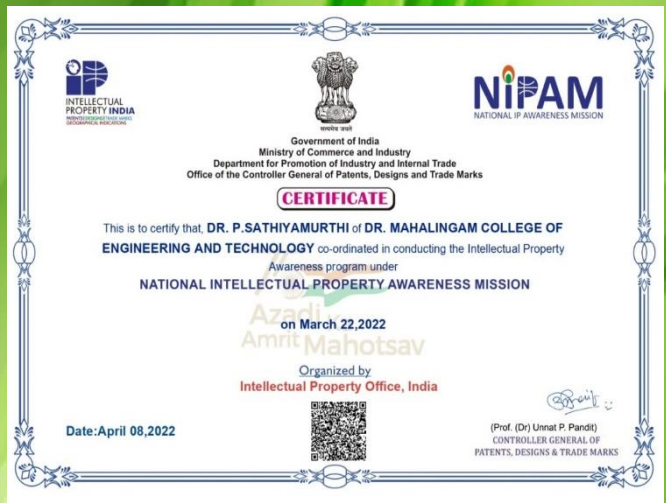 INTELLECTUAL
PROPERTY INDIA
PATENTS|DESIGNS|TRADE MARKS
GEOGRAPHICAL INDICATIONS
सत्यमेव जयते
NiPAM
NATIONAL IP AWARENESS MISSION
Government of India
Ministry of Commerce and Industry
Department for Promotion of Industry and Internal Trade
Office of the Controller General of Patents, Designs and Trade Marks
CERTIFICATE
This is to certify that, DR. P.SATHIYAMURTHI of DR. MAHALINGAM COLLEGE OF
ENGINEERING AND TECHNOLOGY co-ordinated in conducting the Intellectual Property
Awareness program under
NATIONAL INTELLECTUAL PROPERTY AWARENESS MISSION
Azadi Ka
on March 22,2022
Amrit Mahotsav
Organized by
Intellectual Property Office, India
Date:April 08,2022
(Prof. (Dr) Unnat P. Pandit)
CONTROLLER GENERAL OF
PATENTS, DESIGNS & TRADE MARKS